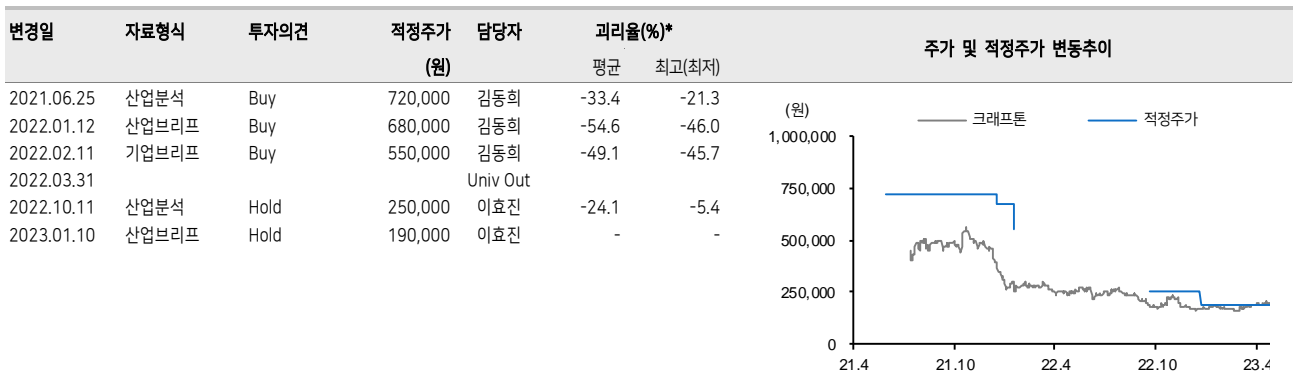 변경일 자료형식 투자의견 적정주가 담당자 괴리율(%)* 주가 및 적정주가 변동추이
(원) 평균 최고(최저)
2021.06.25 산업분석 Buy 720,000 김동희 -33.4 -21.3
2022.01.12 산업브리프 Buy 680,000 김동희 -54.6 -46.0
2022.02.11 기업브리프 Buy 550,000 김동희 -49.1 -45.7
2022.03.31 Univ Out
2022.10.11 산업분석 Hold 250,000 이효진 -24.1 -5.4
2023.01.10 산업브리프 Hold 190,000 이효진 - -
(원)
크래프톤 적정주가
1,000,000
750,000
500,000
250,000
0
21.4 21.10 22.4 22.10 23.4